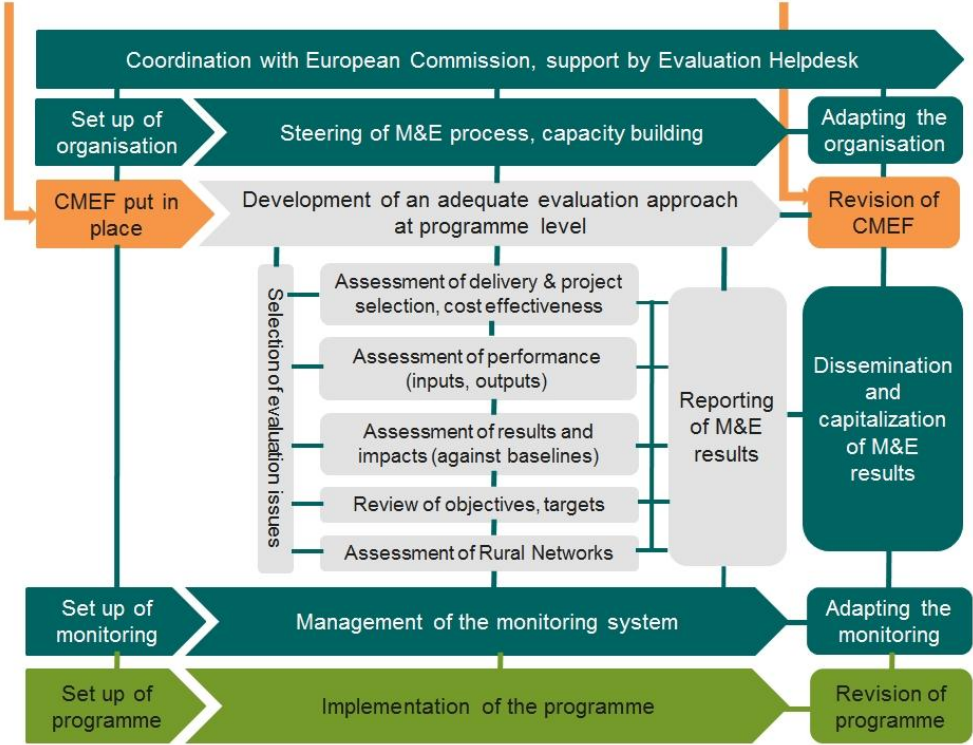 Coordination with European Commission, support by Evaluation Helpdesk
Set up of
organisation
Steering of M&E process, capacity building
Adapting the
organisation
CMEF put in
place
Development of an adequate evaluation approach
at programme level
Revision of
CMEF
Selection of evaluation issues
Assessment of delivery & project
selection, cost effectiveness
Assessment of performance
(inputs, outputs)
Assessment of results and
impacts (against baselines)
Review of objectives, targets
Assessment of Rural Networks
Reporting
of M&E
results
Dissemination
and
capitalization
of M&E
results
Set up of
monitoring
Management of the monitoring system
Adapting the
monitoring
Set up of
programme
Implementation of the programme
Revision of
programme